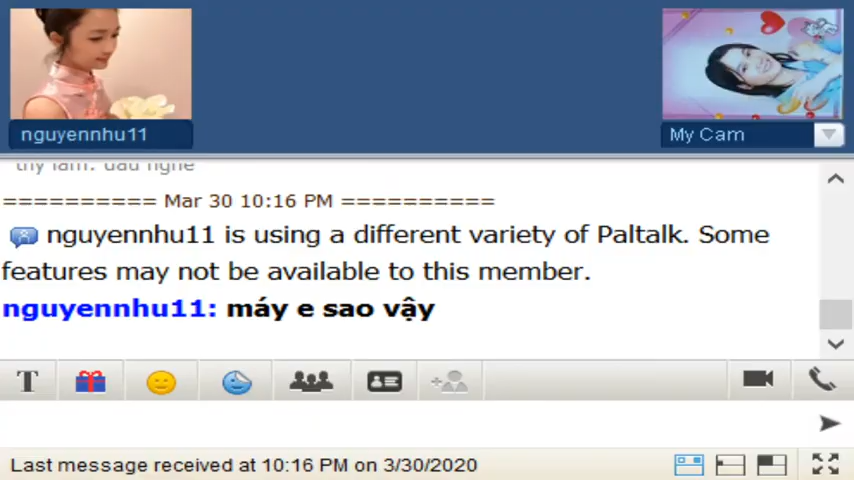 nguyennhu11
My Cam
========== Mar 30 10:16 PM ==========
nguyennhu11 is using a different variety of Paltalk. Some
features may not be available to this member.
nguyennhu11: máy e sao vậy
T
Last message received at 10:16 PM on 3/30/2020